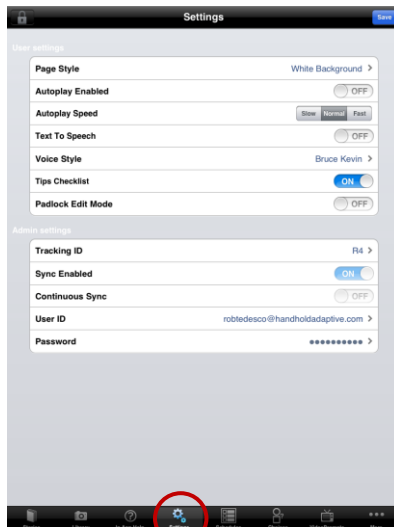 Settings
Save
User settings
Page Style White Background >
Autoplay Enabled OFF
Autoplay Speed Slow Normal Fast
Text To Speech OFF
Voice Style Bruce Kevin >
Tips Checklist ON
Padlock Edit Mode OFF
Admin settings
Tracking ID R4 >
Sync Enabled ON
Continuous Sync OFF
User ID robtedesco@handholdadaptive.com >
Password •••••••••• >
Settings